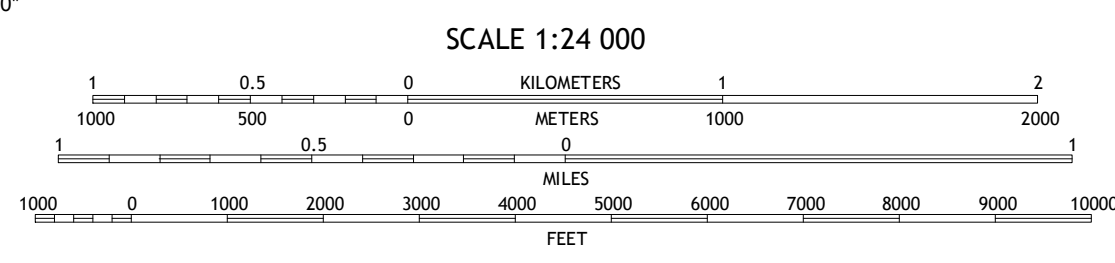 0"
SCALE 1:24 000
1 0.5 0 KILOMETERS 1 2
1000 500 0 METERS 1000 2000
1 0.5 0 1
MILES
1000 0 1000 2000 3000 4000 5000 6000 7000 8000 9000 10000
FEET